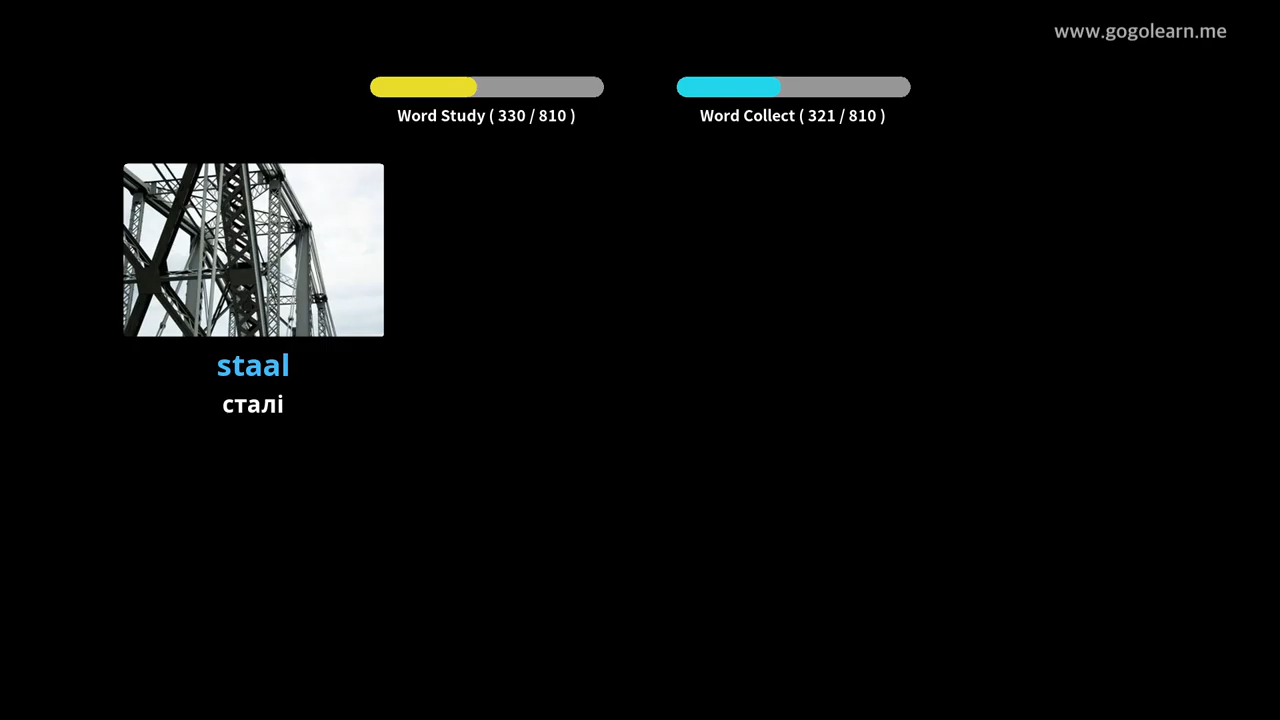 www.gogolearn.me
Word Study ( 330 / 810 )
Word Collect ( 321 / 810 )
staal
сталі